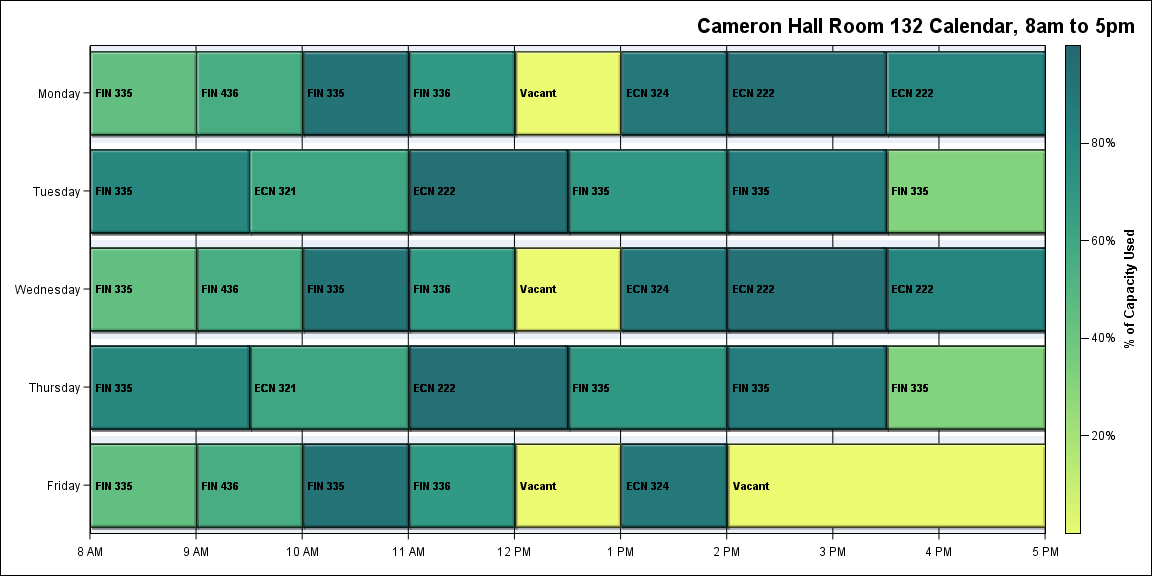 Cameron Hall Room 132 Calendar, 8am to 5pm
Monday
FIN 335
FIN 436
FIN 335
FIN 336
Vacant
ECN 324
ECN 222
ECN 222
Tuesday
FIN 335
ECN 321
ECN 222
FIN 335
FIN 335
FIN 335
Wednesday
FIN 335
FIN 436
FIN 335
FIN 336
Vacant
ECN 324
ECN 222
ECN 222
Thursday
FIN 335
ECN 321
ECN 222
FIN 335
FIN 335
FIN 335
Friday
FIN 335
FIN 436
FIN 335
FIN 336
Vacant
ECN 324
Vacant
8 AM
9 AM
10 AM
11 AM
12 PM
1 PM
2 PM
3 PM
4 PM
5 PM
80%
60%
40%
20%
% of Capacity Used